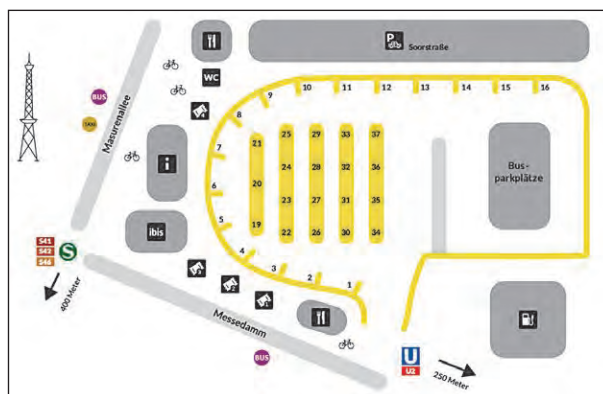 P
Soorstraße
WC
10 11 12 13 14 15 16
9
8
7
6
5
4
3
2
1
BUS
TAXI
Masurenallee
i
ibis
21 25 29 33 37
20 24 28 32 36
23 27 31 35
19 22 26 30 34
Bus-
parkplätze
S41
S42
S46
S
400 Meter
Messedamm
BUS
U
U2
250 Meter